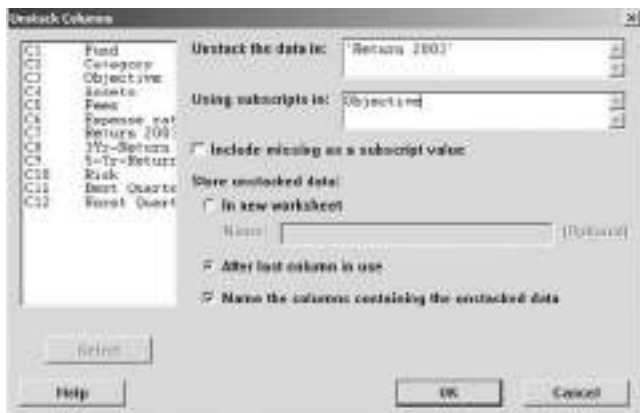 Unstack Columns
C1 Fund
C2 Category
C3 Objective
C4 Assets
C5 Fees
C6 Expense rat
C7 Return 200
C8 3Yr-Return
C9 5-Yr-Return
C10 Risk
C11 Best Quarte
C12 Worst Quart
Unstack the data in: 'Return 2003'
Using subscripts in: Objective
Include missing as a subscript value
Store unstacked data:
In new worksheet
Name: (Optional)
After last column in use
Name the columns containing the unstacked data
Select
Help
OK
Cancel